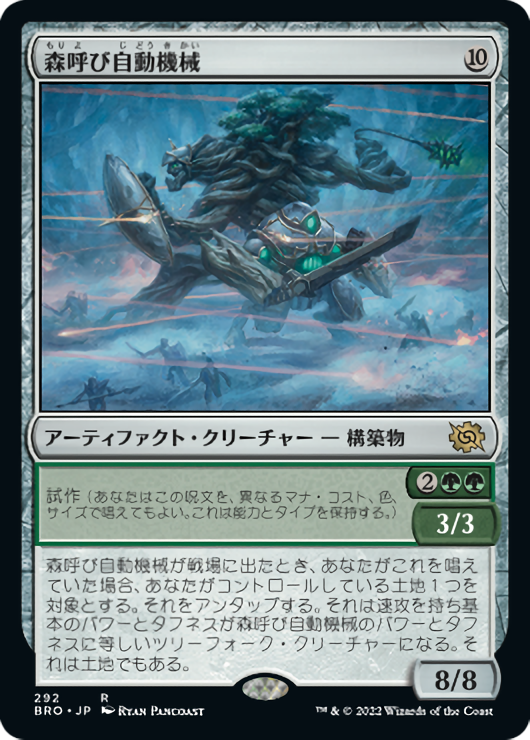 もりよ じどうきかい
森呼び自動機械
10
アーティファクト・クリーチャー — 構築物
試作(あなたはこの呪文を、異なるマナ・コスト、色、
サイズで唱えてもよい。これは能力とタイプを保持する。)
2
3/3
森呼び自動機械が戦場に出たとき、あなたがこれを唱え
ていた場合、あなたがコントロールしている土地1つを
対象とする。それをアンタップする。それは速攻を持ち基
本のパワーとタフネスが森呼び自動機械のパワーとタフ
ネスに等しいツリーフォーク・クリーチャーになる。そ
れは土地でもある。
8/8
292 R
BRO • JP RYAN PANCOAST
™ & © 2022 Wizards of the Coast